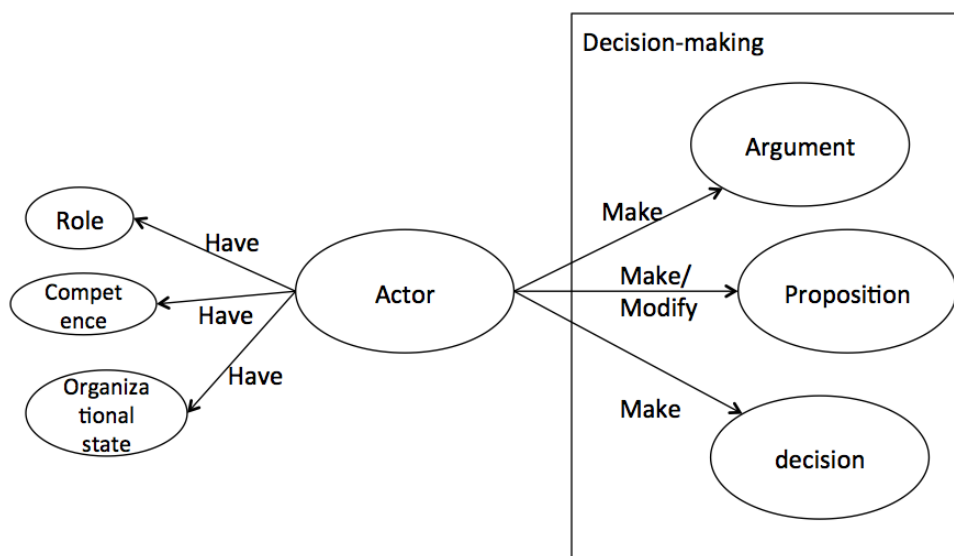 Decision-making
Argument
Make
Role
Have
Make/
Modify
Actor
Proposition
Compet
ence
Have
Have
Organiza
tional
state
Make
decision